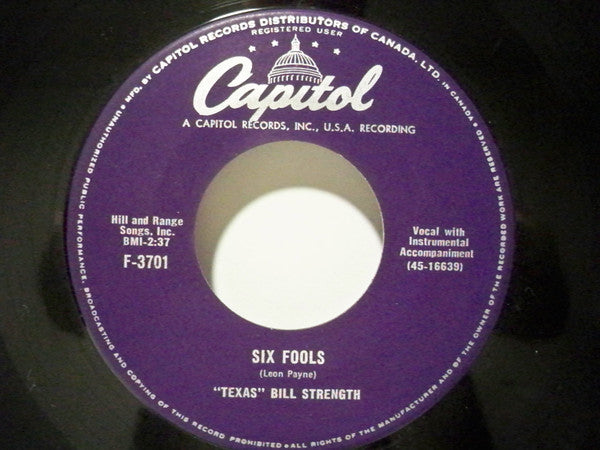 MFD. BY CAPITOL RECORDS DISTRIBUTORS OF CANADA, LTD. IN CANADA • ALL RIGHTS OF THE MANUFACTURER AND OF THE OWNER OF THE RECORDED WORK ARE RESERVED
UNAUTHORIZED PUBLIC PERFORMANCE, BROADCASTING AND COPYING OF THIS RECORD PROHIBITED
REGISTERED USER
Capitol
A CAPITOL RECORDS, INC., U.S.A. RECORDING
Hill and Range
Songs, Inc.
BMI-2:37
F-3701
Vocal with
Instrumental
Accompaniment
(45-16639)
SIX FOOLS
(Leon Payne)
"TEXAS" BILL STRENGTH